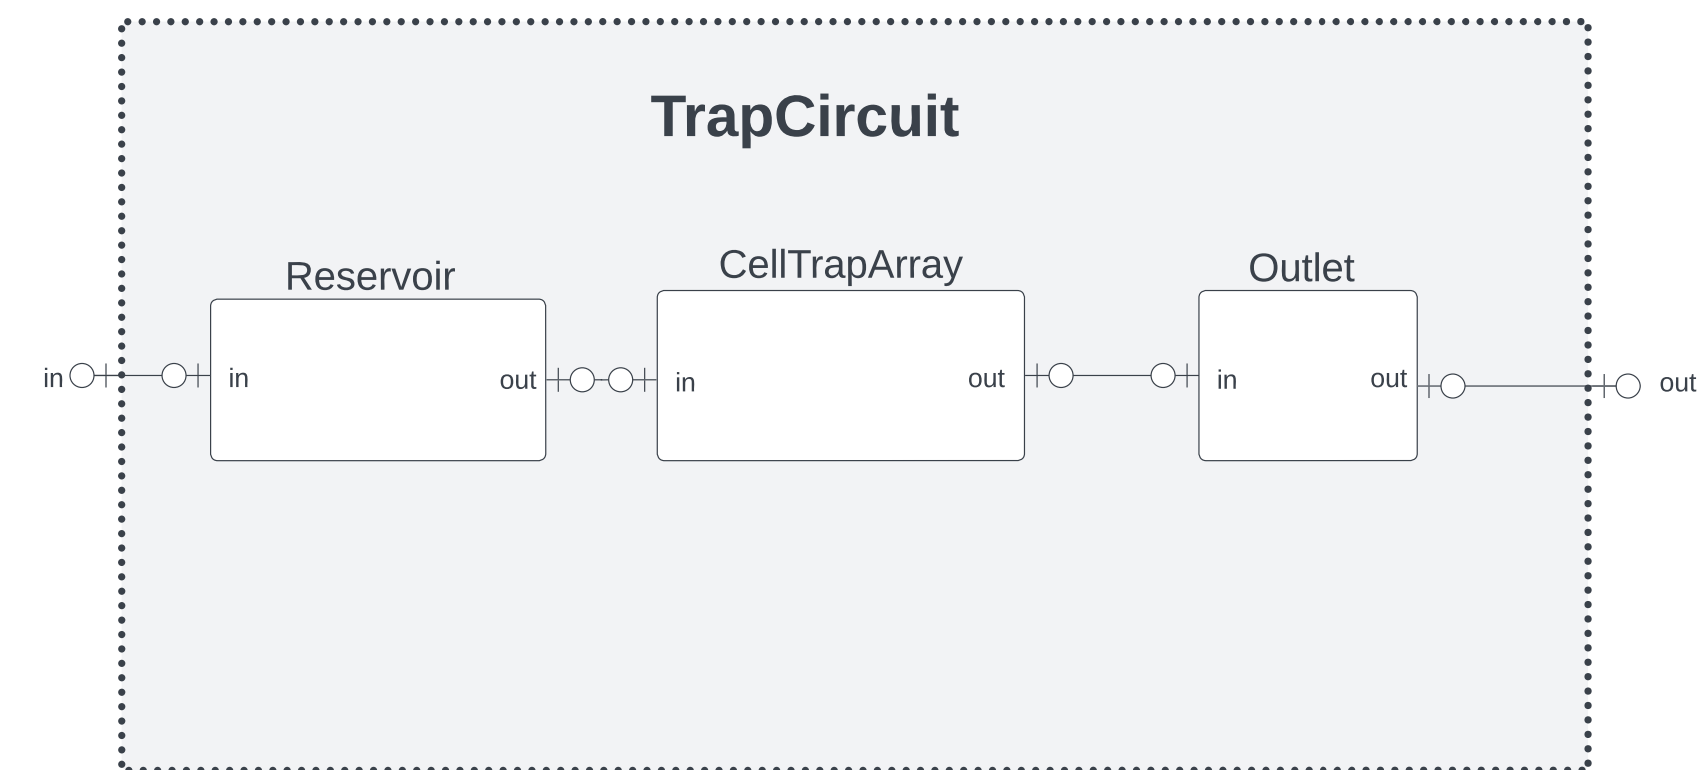 TrapCircuit
Reservoir
CellTrapArray
Outlet
in
in
out
in
out
in
out
out